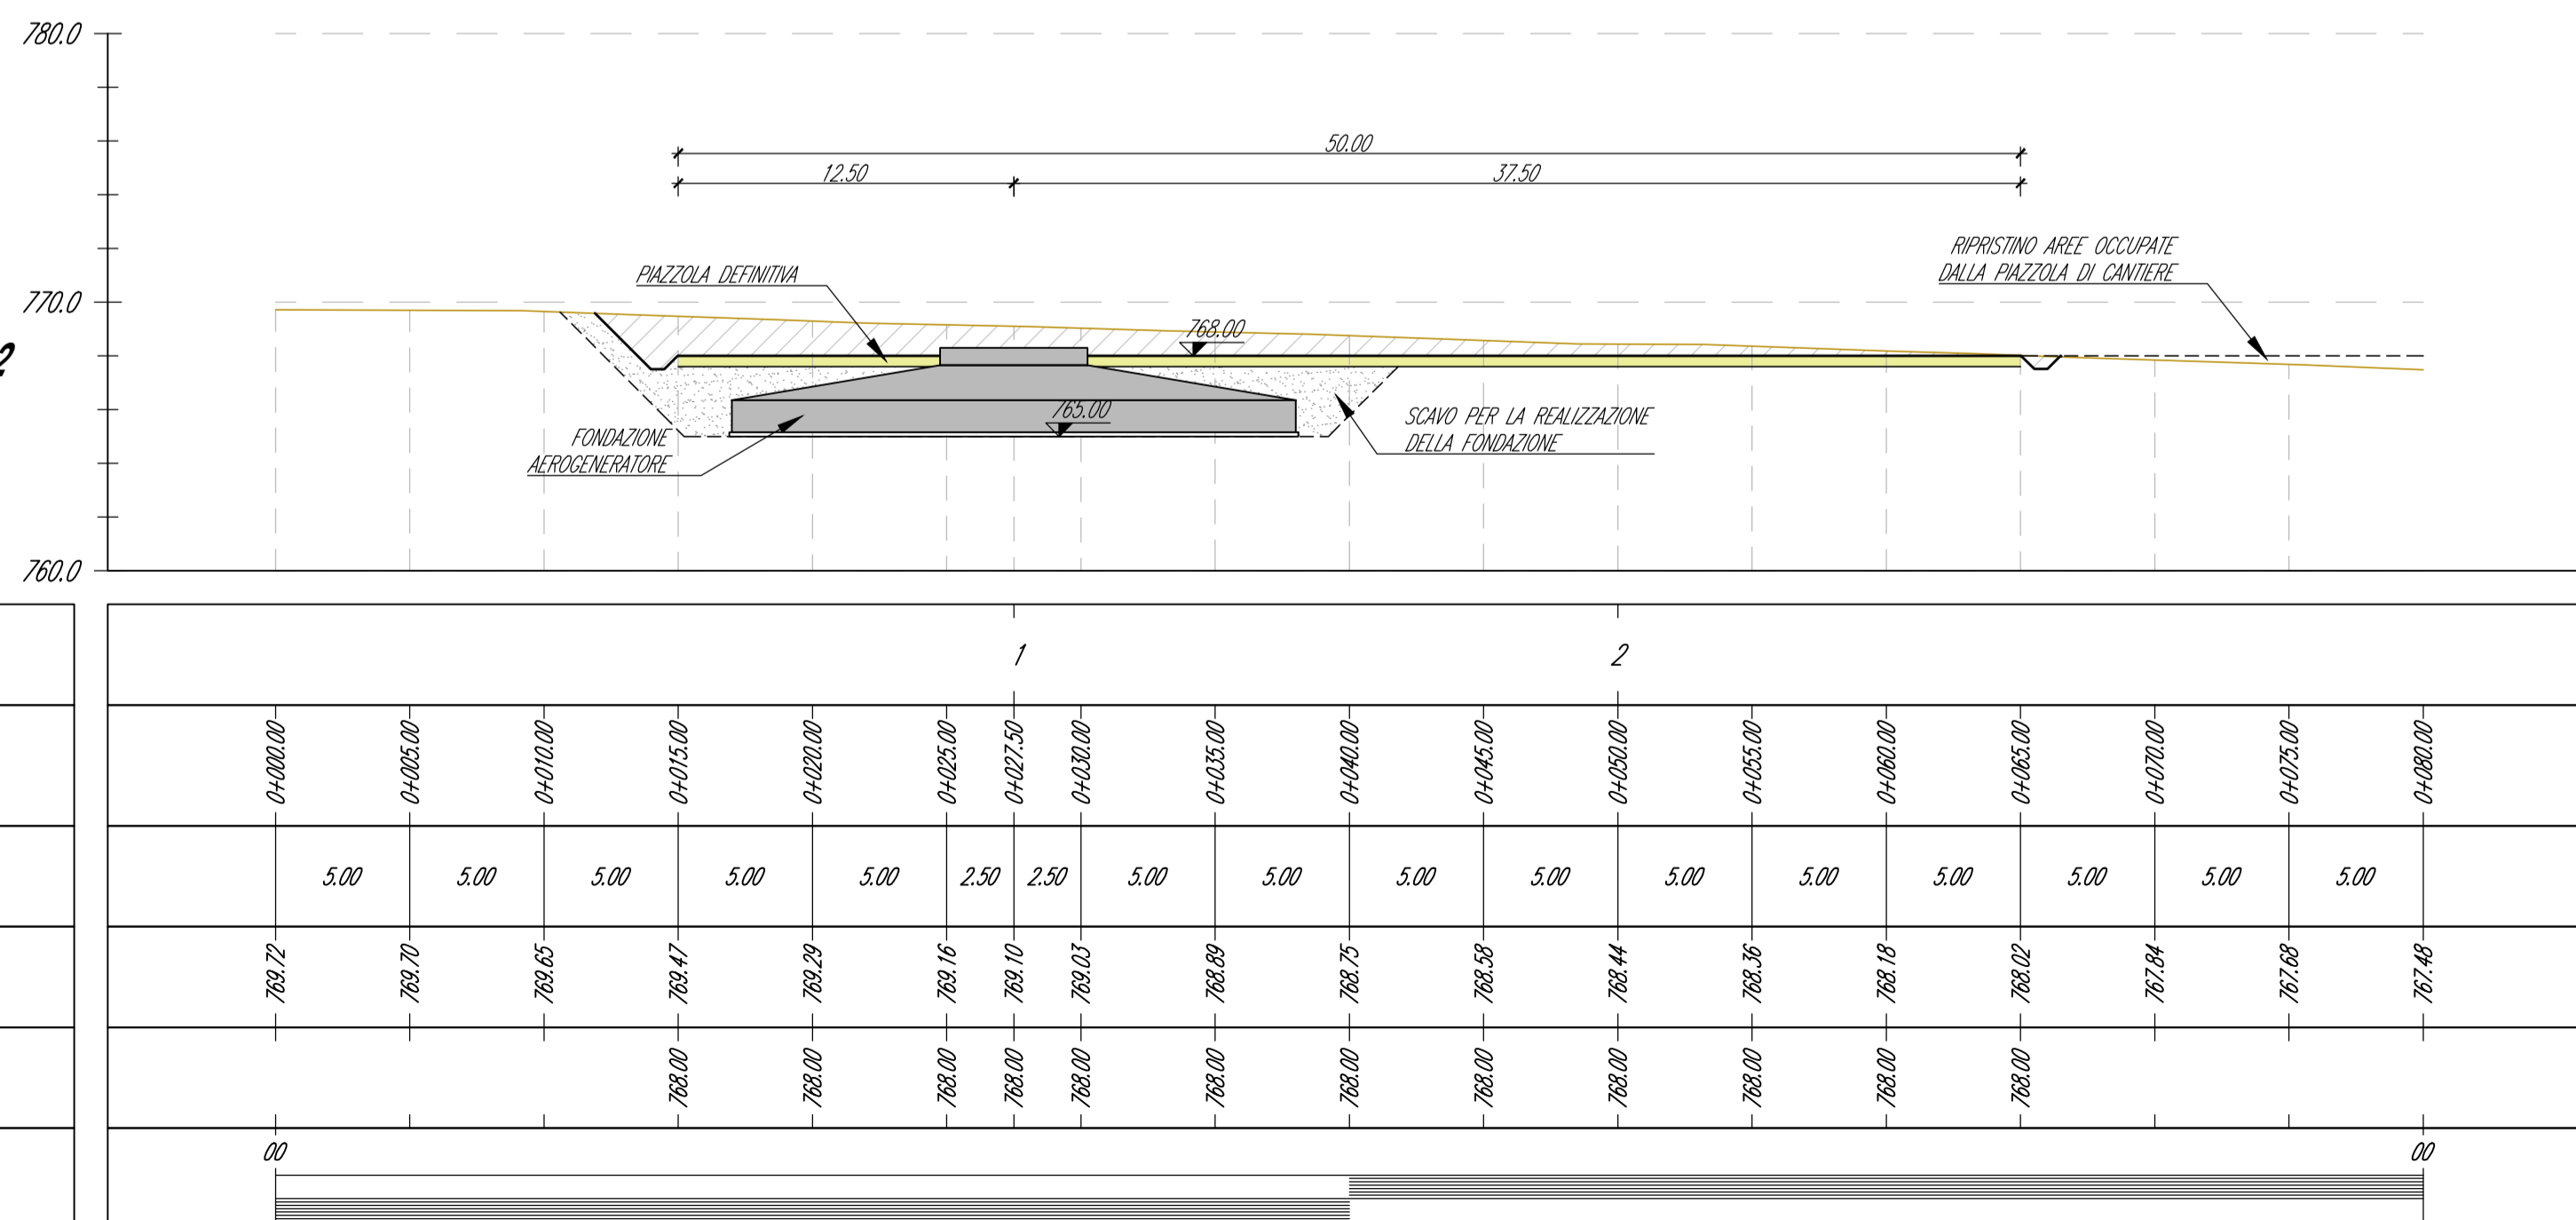 780.0
50.00
12.50
37.50
RIPRISTINO AREE OCCUPATE
DALLA PIAZZOLA DI CANTIERE
PIAZZOLA DEFINITIVA
770.0
768.00
2
765.00
SCAVO PER LA REALIZZAZIONE
DELLA FONDAZIONE
FONDAZIONE
AEROGENERATORE
760.0
1 2
0+000.00 0+005.00 0+010.00 0+015.00 0+020.00 0+025.00 0+027.50 0+030.00 0+035.00 0+040.00 0+045.00 0+050.00 0+055.00 0+060.00 0+065.00 0+070.00 0+075.00 0+080.00
5.00 5.00 5.00 5.00 5.00 2.50 2.50 5.00 5.00 5.00 5.00 5.00 5.00 5.00 5.00 5.00 5.00
769.72 769.70 769.65 769.47 769.29 769.16 769.10 769.03 768.89 768.75 768.58 768.44 768.36 768.18 768.02 767.84 767.68 767.48
768.00 768.00 768.00 768.00 768.00 768.00 768.00 768.00 768.00 768.00 768.00 768.00
00 00